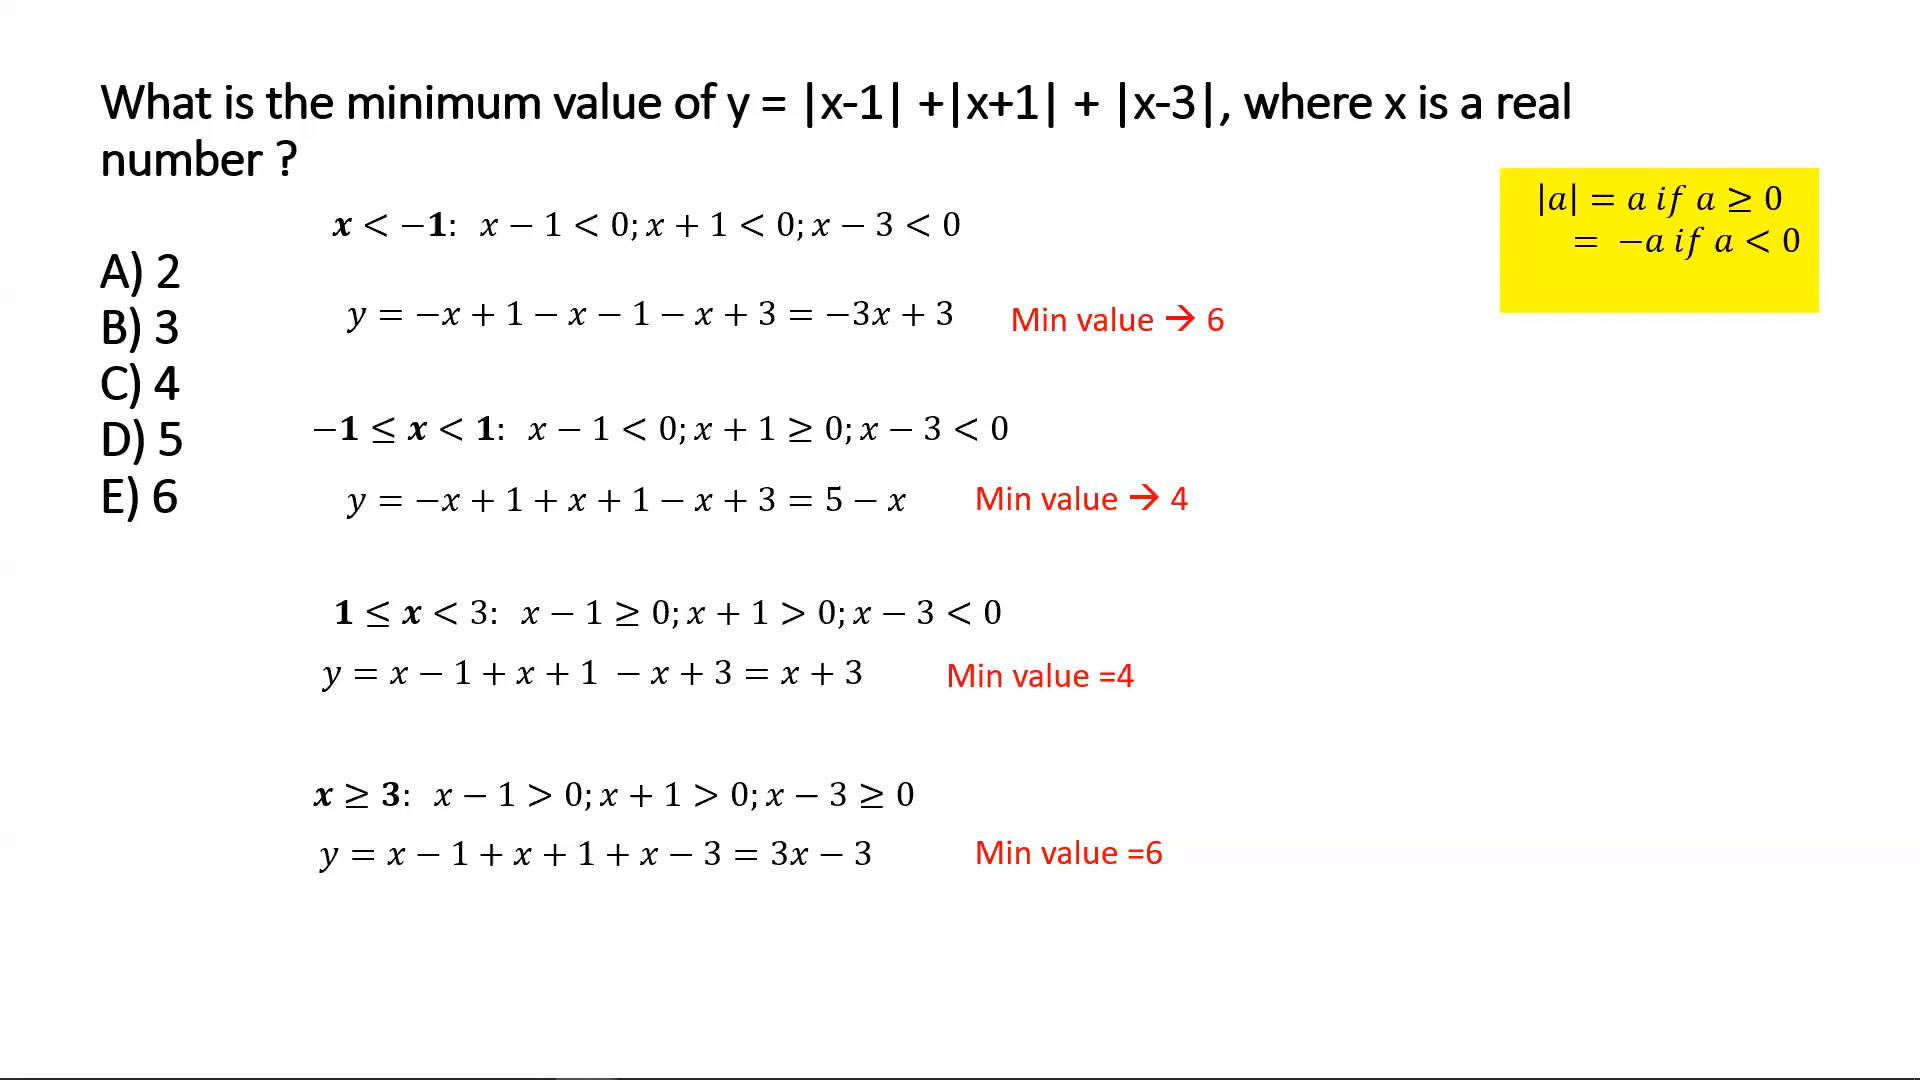 What is the minimum value of y = |x-1| +|x+1| + |x-3|, where x is a real
number ?
|a| = a if a ≥ 0
= −a if a < 0
x < −1: x − 1 < 0; x + 1 < 0; x − 3 < 0
A) 2
B) 3
C) 4
D) 5
E) 6
y = −x + 1 − x − 1 − x + 3 = −3x + 3
Min value → 6
−1 ≤ x < 1: x − 1 < 0; x + 1 ≥ 0; x − 3 < 0
y = −x + 1 + x + 1 − x + 3 = 5 − x
Min value → 4
1 ≤ x < 3: x − 1 ≥ 0; x + 1 > 0; x − 3 < 0
y = x − 1 + x + 1 − x + 3 = x + 3
Min value =4
x ≥ 3: x − 1 > 0; x + 1 > 0; x − 3 ≥ 0
y = x − 1 + x + 1 + x − 3 = 3x − 3
Min value =6